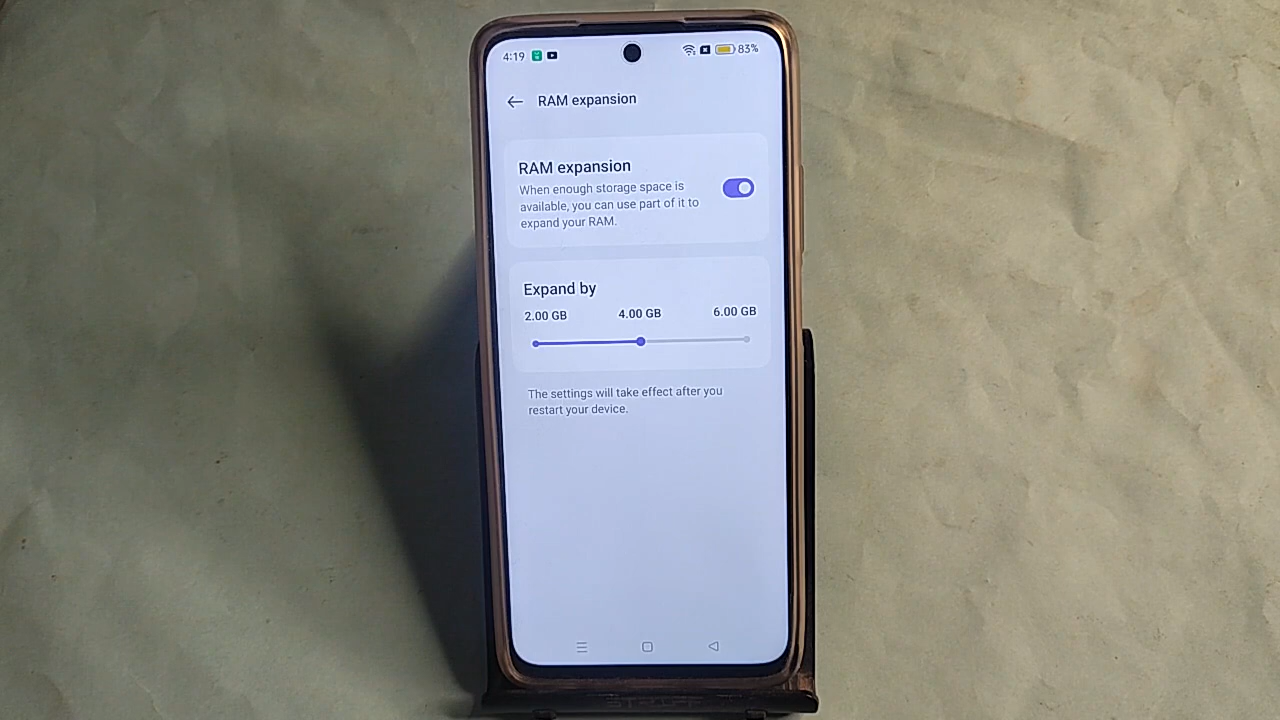 4:19
83%
RAM expansion
RAM expansion
When enough storage space is
available, you can use part of it to
expand your RAM.
Expand by
2.00 GB 4.00 GB 6.00 GB
The settings will take effect after you
restart your device.